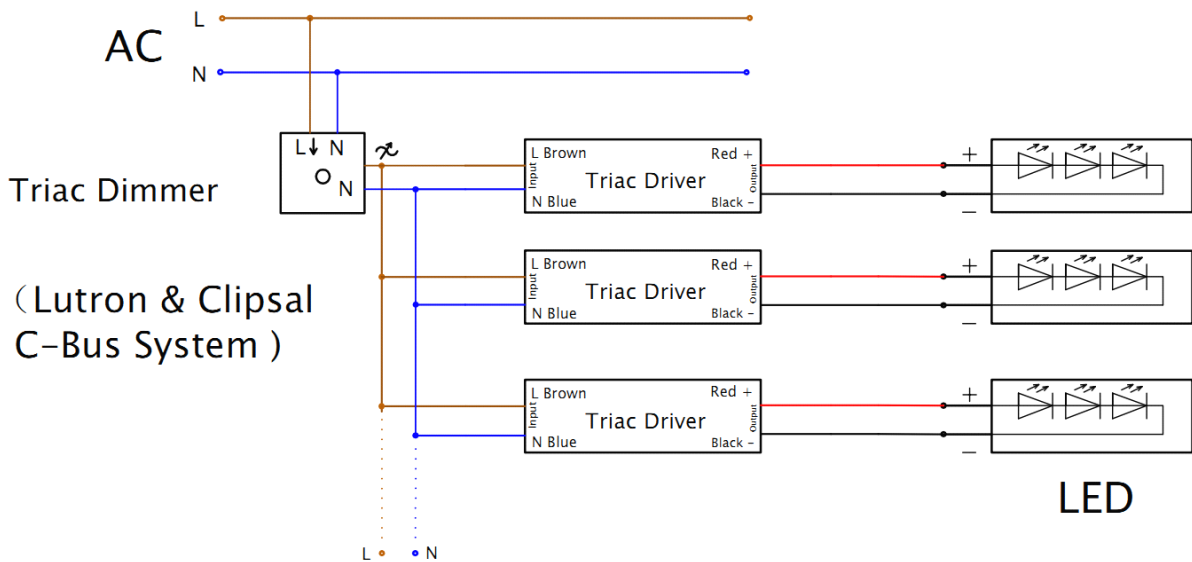 L
AC
N
L N
N
Triac Dimmer
（Lutron & Clipsal
C-Bus System )
L Brown
Input
N Blue
Triac Driver
Red +
Output
Black -
+
-
L Brown
Input
N Blue
Triac Driver
Red +
Output
Black -
+
-
L Brown
Input
N Blue
Triac Driver
Red +
Output
Black -
+
-
LED
L
N